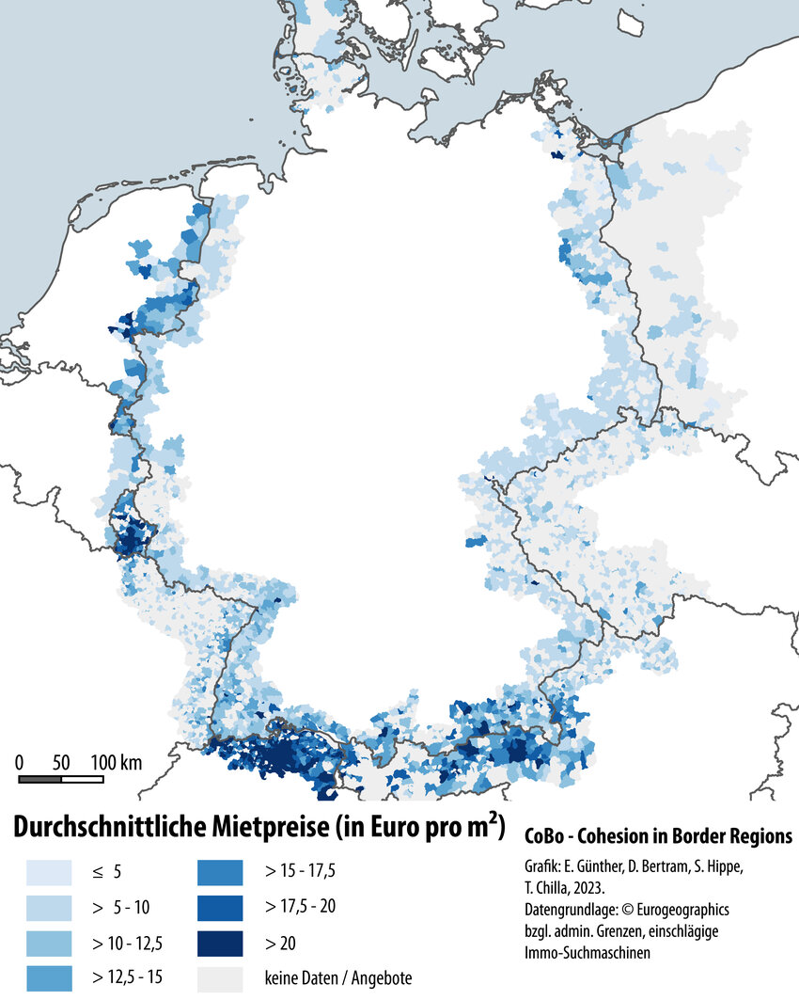 0 50 100 km
Durchschnittliche Mietpreise (in Euro pro m²)
≤ 5
> 5 - 10
> 10 - 12,5
> 12,5 - 15
> 15 - 17,5
> 17,5 - 20
> 20
keine Daten / Angebote
CoBo - Cohesion in Border Regions
Grafik: E. Günther, D. Bertram, S. Hippe,
T. Chilla, 2023.
Datengrundlage: © Eurogeographics
bzgl. admin. Grenzen, einschlägige
Immo-Suchmaschinen